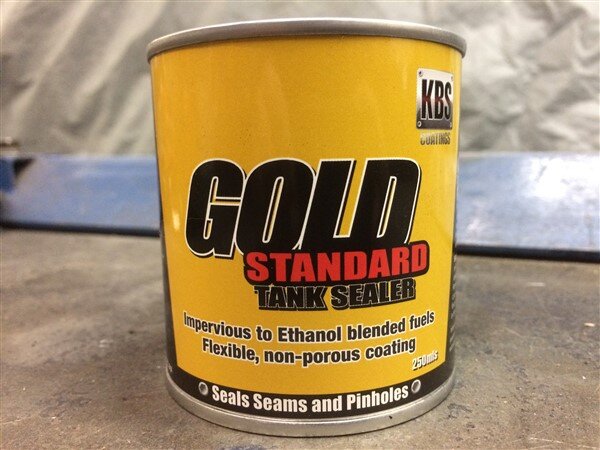 KBS
COATINGS
GOLD
STANDARD
TANK SEALER
Impervious to Ethanol blended fuels
Flexible, non-porous coating
250mls
Seals Seams and Pinholes